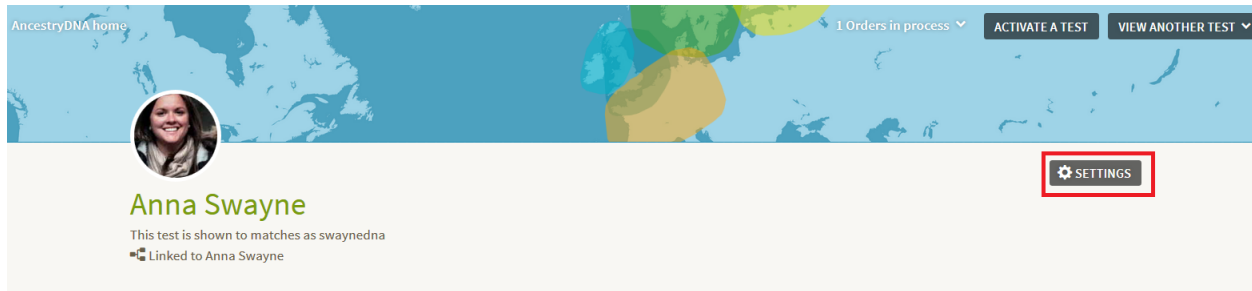 AncestryDNA home
1 Orders in process
ACTIVATE A TEST
VIEW ANOTHER TEST
SETTINGS
Anna Swayne
This test is shown to matches as swaynedna
Linked to Anna Swayne